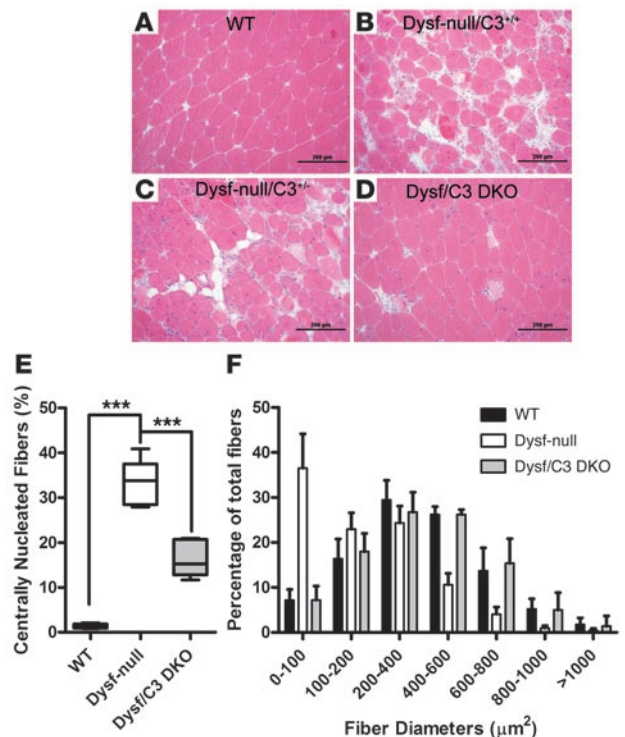 A
WT
B
Dysf-null/C3+/+
200 µm
200 µm
C
Dysf-null/C3+/-
D
Dysf/C3 DKO
200 µm
200 µm
E
Centrally Nucleated Fibers (%)
50
40
30
20
10
0
***
***
WT
Dysf-null
Dysf/C3 DKO
F
Percentage of total fibers
50
40
30
20
10
0
WT
Dysf-null
Dysf/C3 DKO
0-100
100-200
200-400
400-600
600-800
800-1000
>1000
Fiber Diameters (µm²)